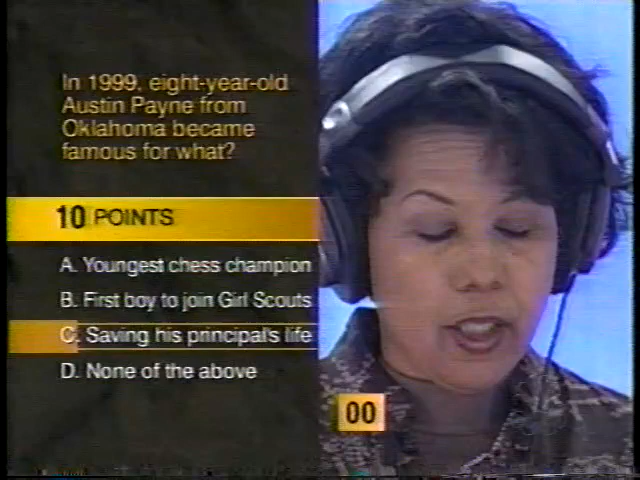 In 1999, eight-year-old
Austin Payne from
Oklahoma became
famous for what?
10 POINTS
A. Youngest chess champion
B. First boy to join Girl Scouts
C. Saving his principal's life
D. None of the above
00